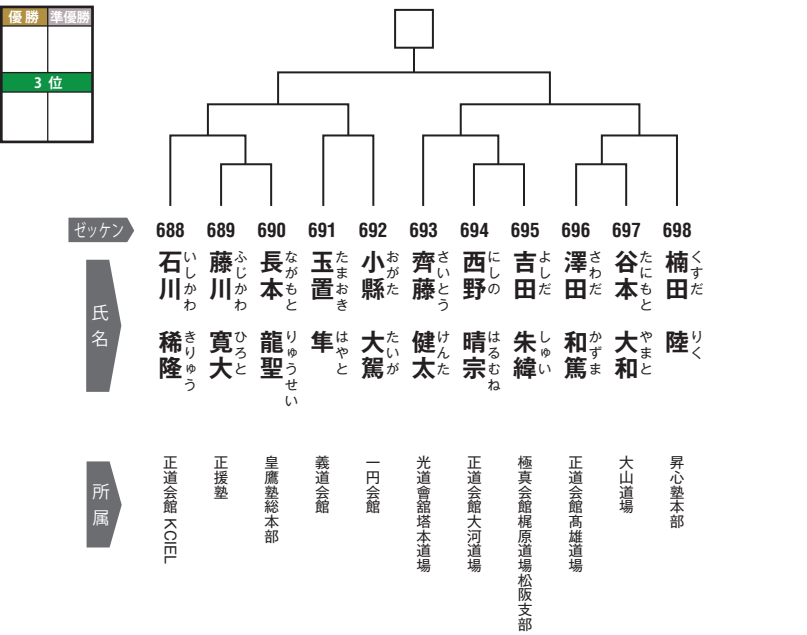 優勝
準優勝
3 位
ゼッケン
688
689
690
691
692
693
694
695
696
697
698
氏名
石川 稀隆
いしかわ きりゅう
藤川 寛大
ふじかわ ひろと
長本 龍聖
ながもと りゅうせい
玉置 隼
たまおき はやと
小縣 大駕
おがた たいが
齊藤 健太
さいとう けんた
西野 晴宗
にしの はるむね
吉田 朱緯
よしだ しゅい
澤田 和篤
さわだ かずま
谷本 大和
たにもと やまと
楠田 陸
くすだ りく
所属
正道会館 KCIEL
正援塾
皇鷹塾総本部
義道会館
一円会館
光道會舘塔本道場
正道会館大河道場
極真会館梶原道場松阪支部
正道会館髙雄道場
大山道場
昇心塾本部